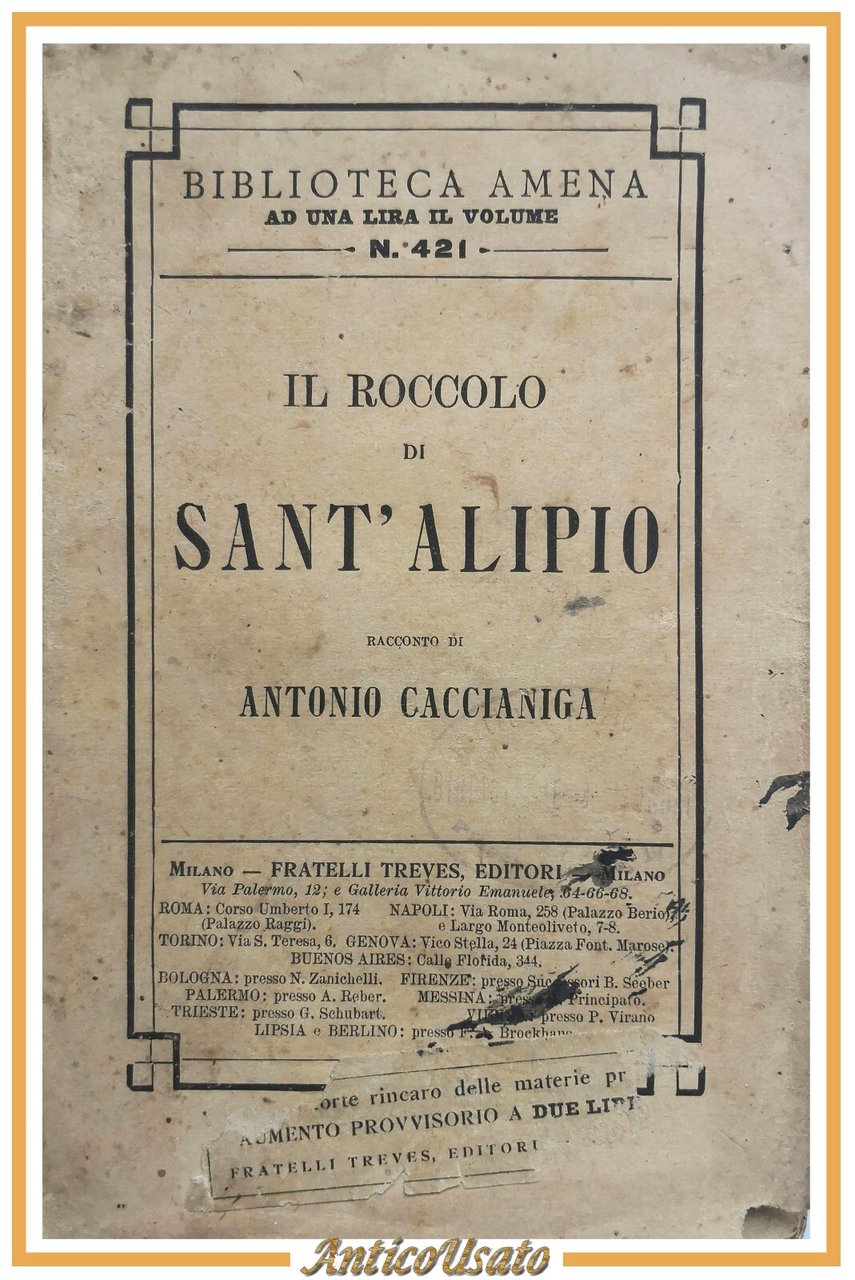 BIBLIOTECA AMENA
AD UNA LIRA IL VOLUME
N. 421
IL ROCCOLO
DI
SANT'ALIPIO
RACCONTO DI
ANTONIO CACCIANIGA
MILANO — FRATELLI TREVES, EDITORI — MILANO
Via Palermo, 12; e Galleria Vittorio Emanuele, 64-66-68.
ROMA: Corso Umberto I, 174 NAPOLI: Via Roma, 258 (Palazzo Berio),
(Palazzo Raggi). e Largo Monteoliveto, 7-8.
TORINO: Via S. Teresa, 6. GENOVA: Vico Stella, 24 (Piazza Font. Marose).
BUENOS AIRES: Calle Florida, 344.
BOLOGNA: presso N. Zanichelli. FIRENZE: presso Successori B. Seeber
PALERMO: presso A. Reber. MESSINA: presso Principato.
TRIESTE: presso G. Schubart. presso P. Virano
LIPSIA e BERLINO: presso F. A. Brockhaus
rincaro delle materie
AUMENTO PROVVISORIO A DUE
FRATELLI TREVES, EDITORI
AnticoUsato